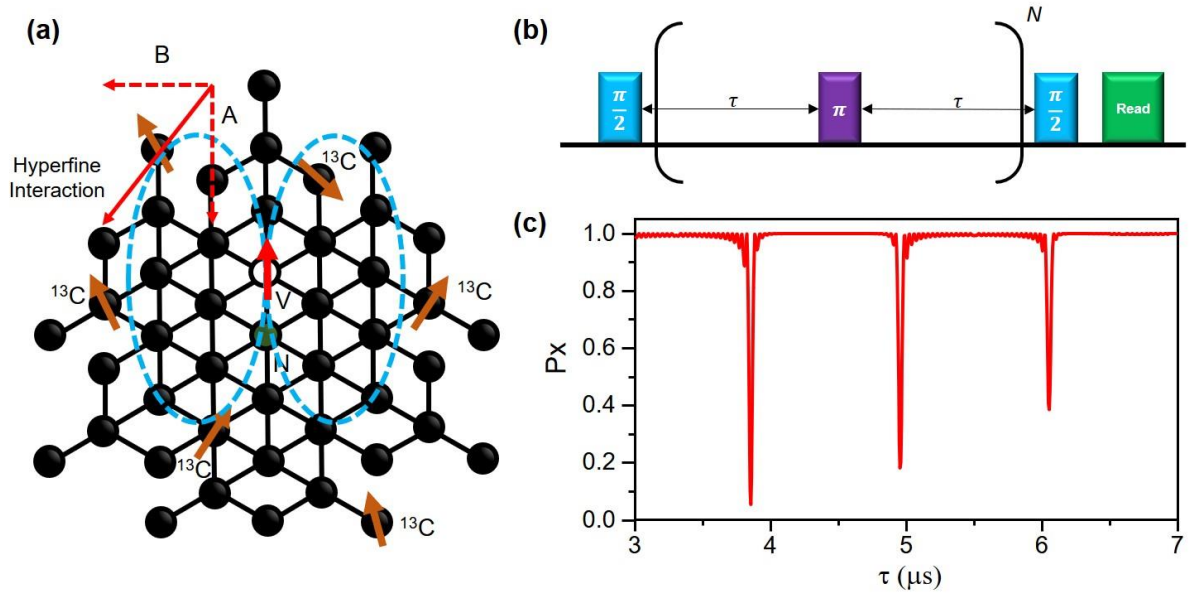 (a)
B
A
Hyperfine
Interaction
13C
13C
13C
V
N
13C
13C
(b)
N
π/2
τ
π
τ
π/2
Read
(c)
1.0
0.8
0.6
0.4
0.2
0.0
Px
3
4
5
6
7
τ (μs)